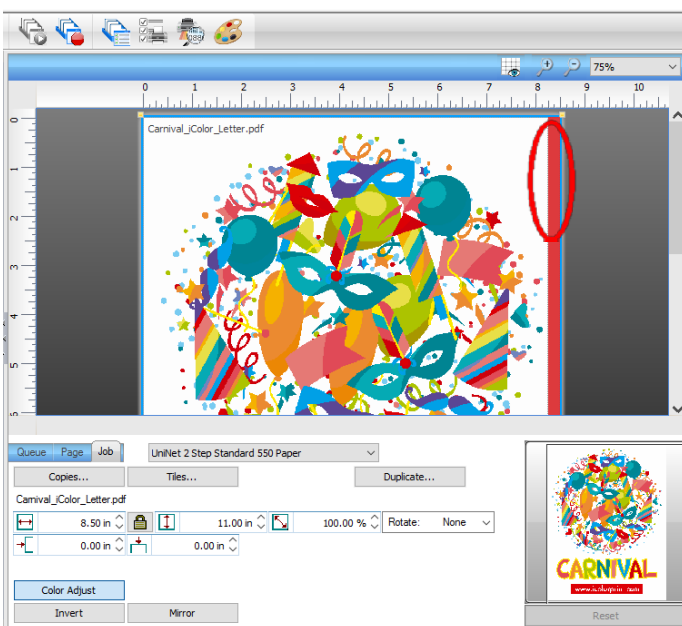 75%
0 1 2 3 4 5 6 7 8 9 10
0
1
2
3
4
5
6
Carnival_iColor_Letter.pdf
Queue Page Job UniNet 2 Step Standard 550 Paper
Copies... Tiles... Duplicate...
Carnival_iColor_Letter.pdf
8.50 in 11.00 in 100.00 % Rotate: None
0.00 in 0.00 in
Color Adjust
Invert Mirror
CARNIVAL
Reset